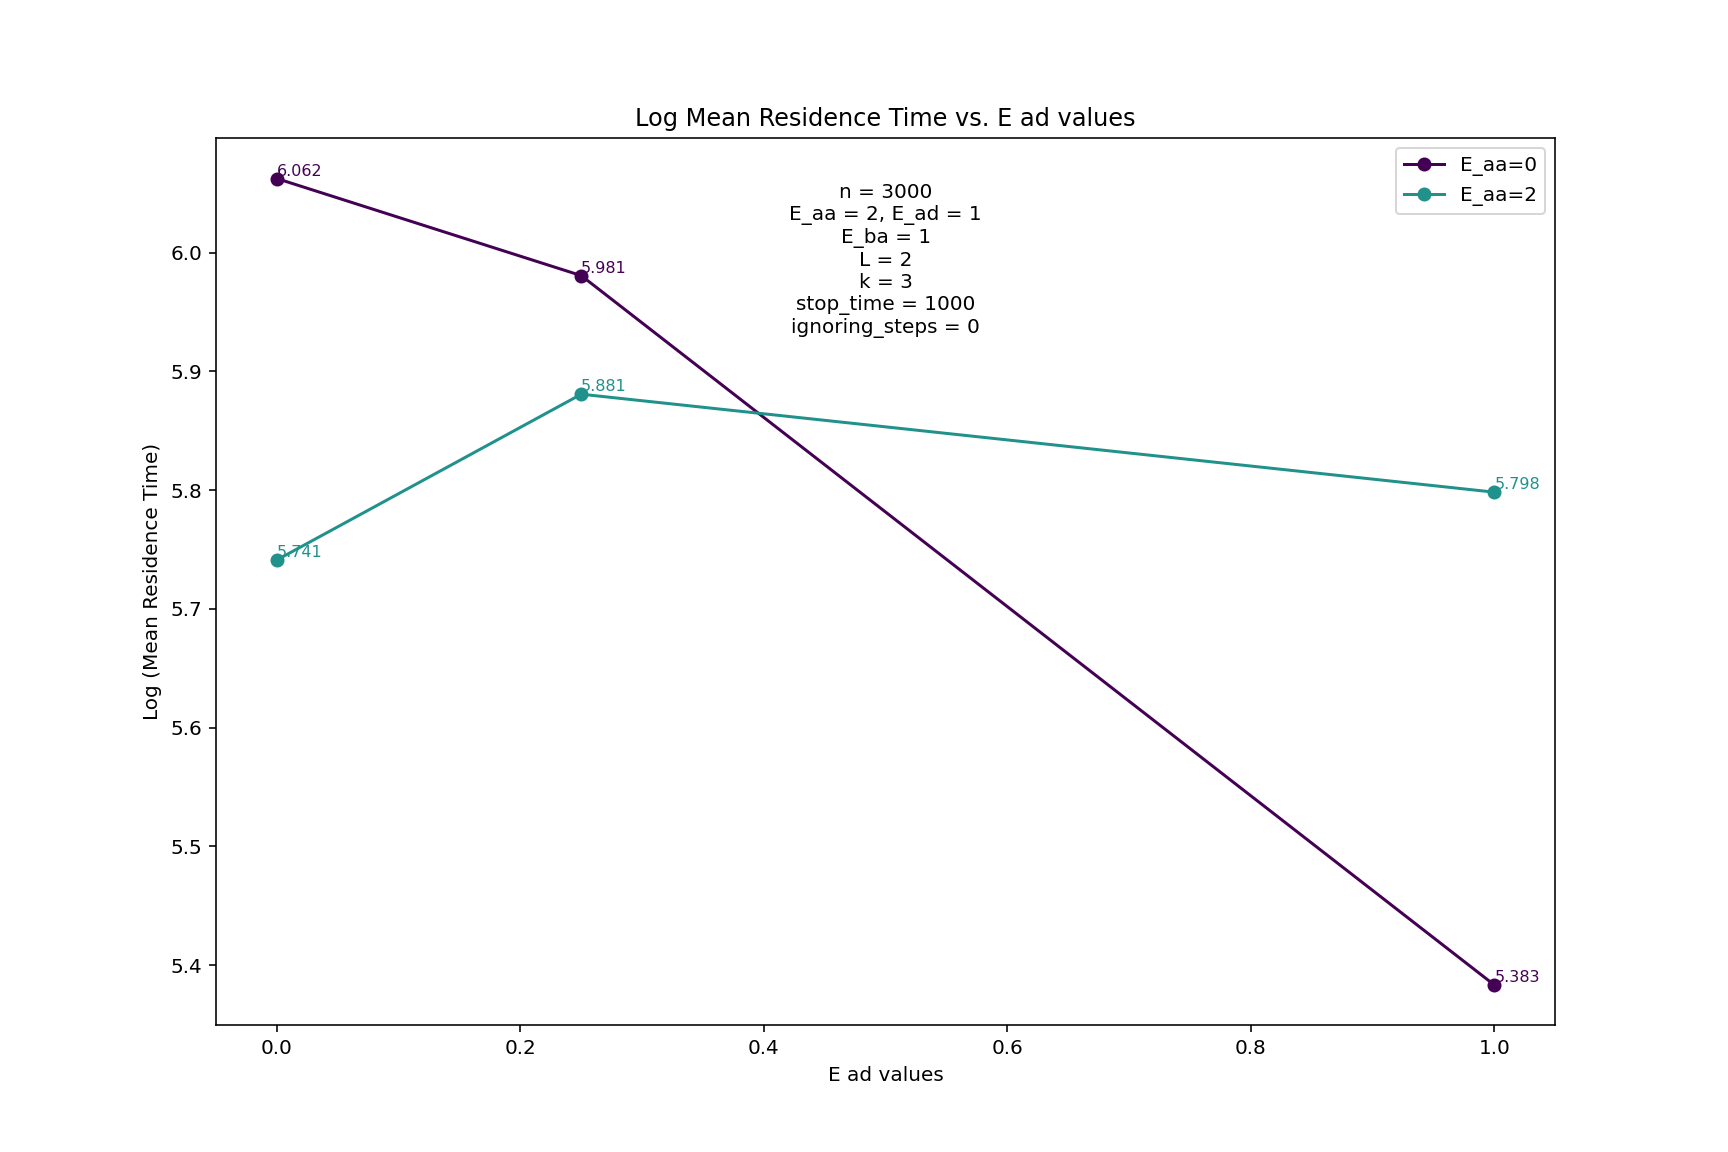 Log Mean Residence Time vs. E ad values
6.062
5.981
5.881
5.741
5.798
5.383
n = 3000
E_aa = 2, E_ad = 1
E_ba = 1
L = 2
k = 3
stop_time = 1000
ignoring_steps = 0
E_aa=0
E_aa=2
Log (Mean Residence Time)
6.0
5.9
5.8
5.7
5.6
5.5
5.4
0.0 0.2 0.4 0.6 0.8 1.0
E ad values